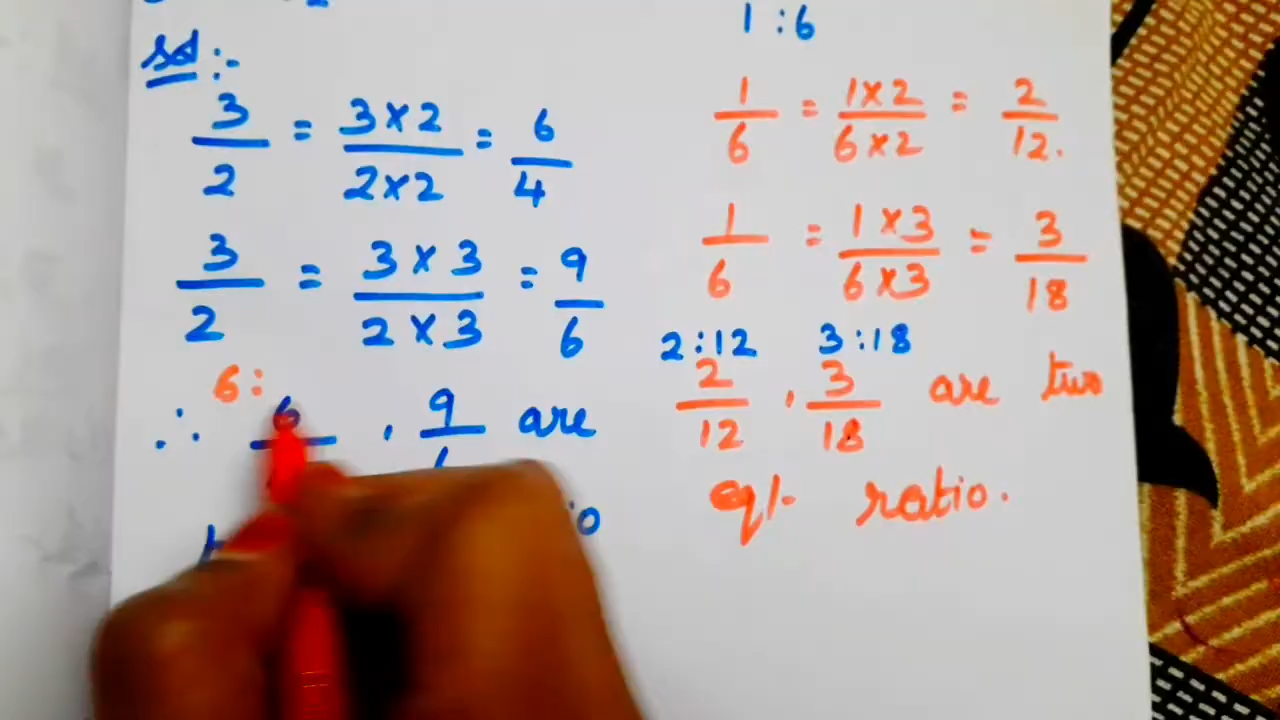 Sol :-
3/2 = 3×2/2×2 = 6/4
3/2 = 3×3/2×3 = 9/6
6:
∴ 6 , 9 are
1 : 6
1/6 = 1×2/6×2 = 2/12.
1/6 = 1×3/6×3 = 3/18
2:12 3:18
2/12 , 3/18 are two
eql. ratio.